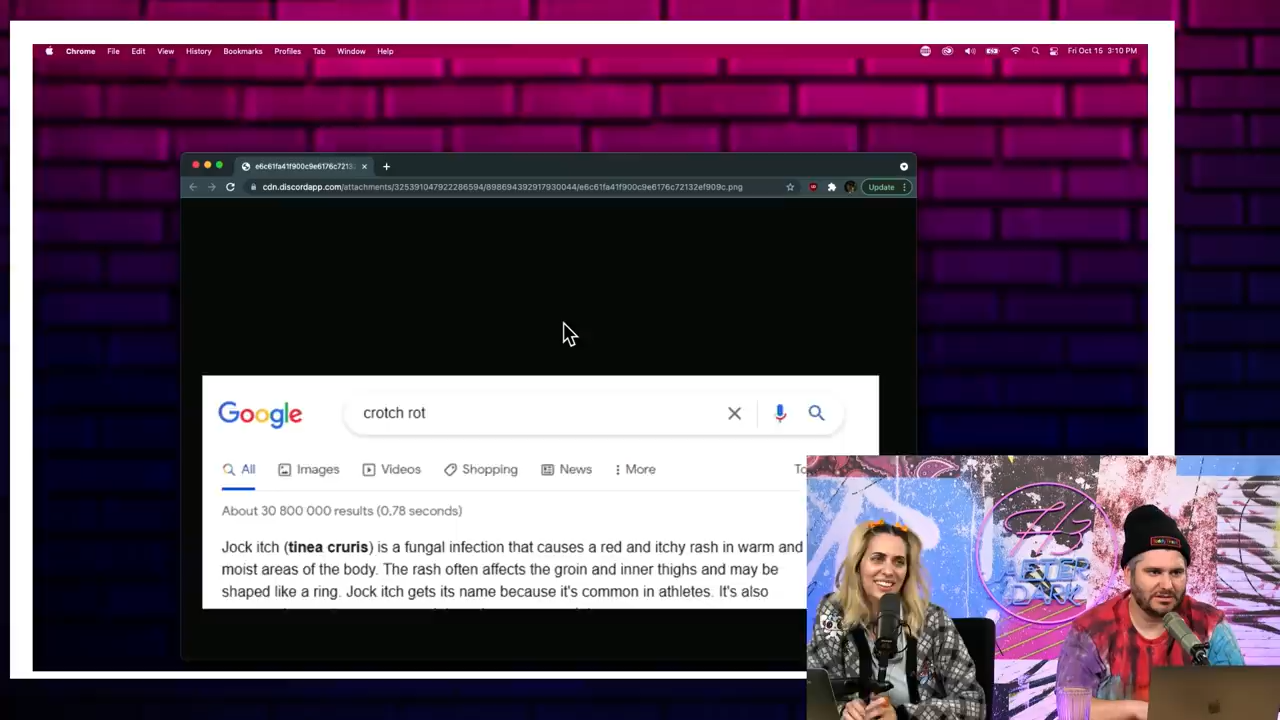 Chrome File Edit View History Bookmarks Profiles Tab Window Help Fri Oct 15 3:10 PM
e6c61fa41f900c9e6176c72132
cdn.discordapp.com/attachments/325391047922286594/898694392917930044/e6c61fa41f900c9e6176c72132ef909c.png Update
Google crotch rot
All Images Videos Shopping News More
About 30 800 000 results (0.78 seconds)
Jock itch (tinea cruris) is a fungal infection that causes a red and itchy rash in warm and
moist areas of the body. The rash often affects the groin and inner thighs and may be
shaped like a ring. Jock itch gets its name because it's common in athletes. It's also
H3
AFTER
DARK